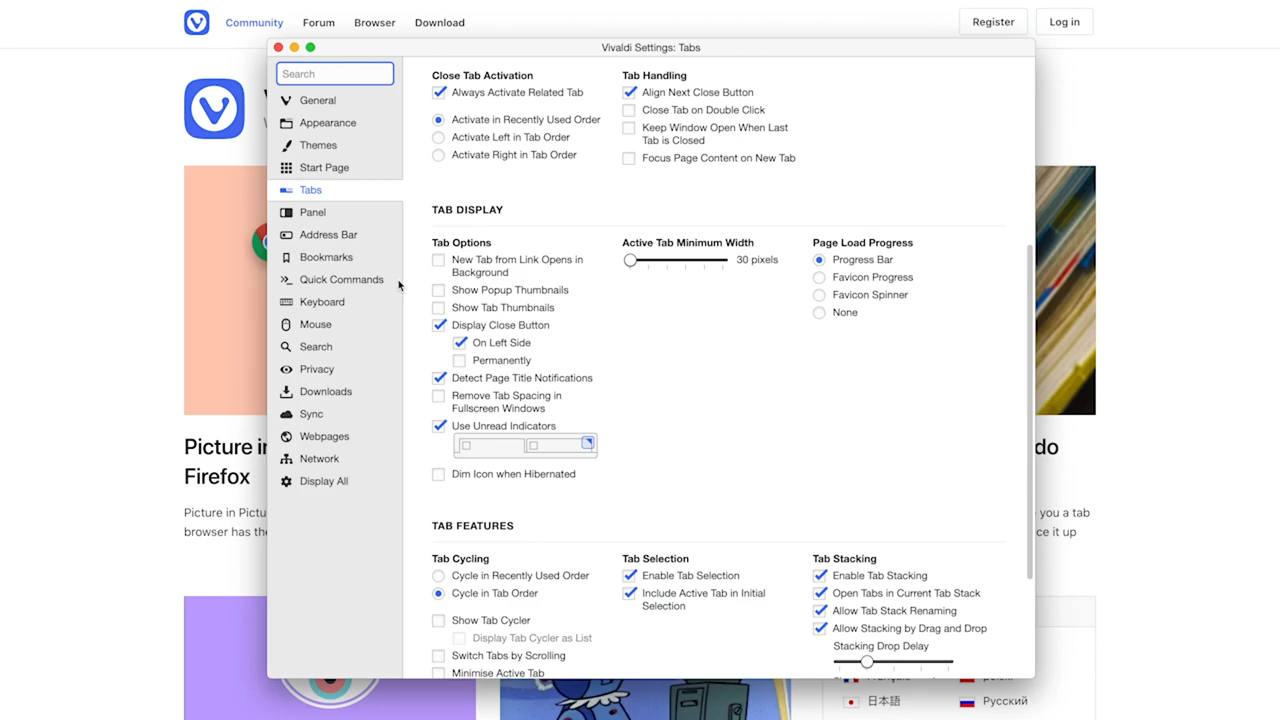 Community
Forum
Browser
Download
Register
Log in
Vivaldi Settings: Tabs
Search
General
Appearance
Themes
Start Page
Tabs
Panel
Address Bar
Bookmarks
Quick Commands
Keyboard
Mouse
Search
Privacy
Downloads
Sync
Webpages
Network
Display All
Close Tab Activation
Always Activate Related Tab
Activate in Recently Used Order
Activate Left in Tab Order
Activate Right in Tab Order
Tab Handling
Align Next Close Button
Close Tab on Double Click
Keep Window Open When Last
Tab is Closed
Focus Page Content on New Tab
TAB DISPLAY
Tab Options
New Tab from Link Opens in
Background
Show Popup Thumbnails
Show Tab Thumbnails
Display Close Button
On Left Side
Permanently
Detect Page Title Notifications
Remove Tab Spacing in
Fullscreen Windows
Use Unread Indicators
Dim Icon when Hibernated
Active Tab Minimum Width
30 pixels
Page Load Progress
Progress Bar
Favicon Progress
Favicon Spinner
None
TAB FEATURES
Tab Cycling
Cycle in Recently Used Order
Cycle in Tab Order
Show Tab Cycler
Display Tab Cycler as List
Switch Tabs by Scrolling
Minimise Active Tab
Tab Selection
Enable Tab Selection
Include Active Tab in Initial
Selection
Tab Stacking
Enable Tab Stacking
Open Tabs in Current Tab Stack
Allow Tab Stack Renaming
Allow Stacking by Drag and Drop
Stacking Drop Delay
Picture in
Firefox
Picture in Pictu
browser has the
do
you a tab
ce it up
日本語
Русский